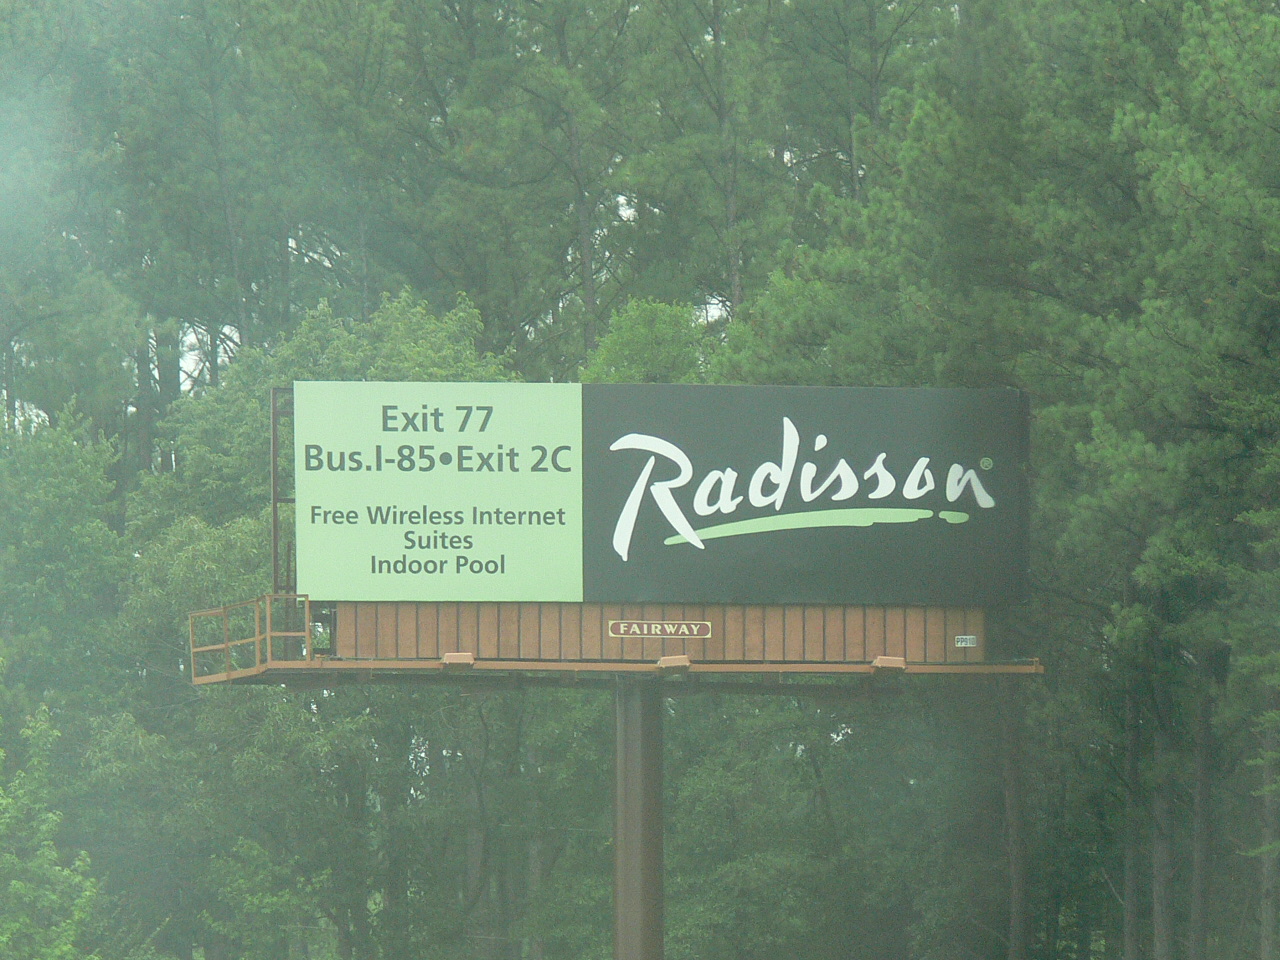 Exit 77
Bus.I-85•Exit 2C
Free Wireless Internet
Suites
Indoor Pool
Radisson®
FAIRWAY